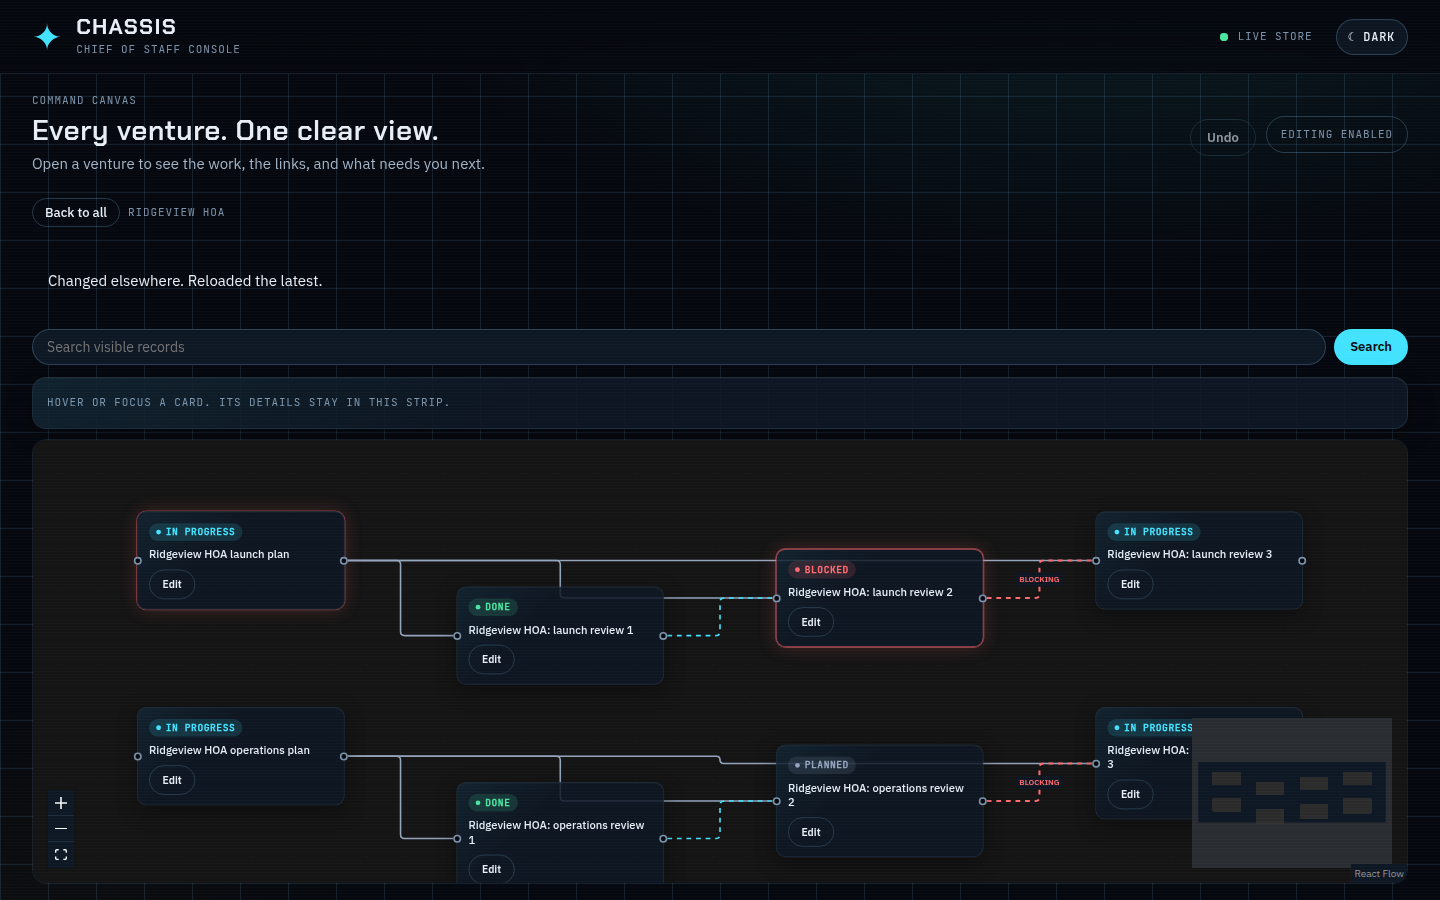 CHASSIS
CHIEF OF STAFF CONSOLE
LIVE STORE
☾ DARK
COMMAND CANVAS
Every venture. One clear view.
Open a venture to see the work, the links, and what needs you next.
Undo
EDITING ENABLED
Back to all
RIDGEVIEW HOA
Changed elsewhere. Reloaded the latest.
Search visible records
Search
HOVER OR FOCUS A CARD. ITS DETAILS STAY IN THIS STRIP.
IN PROGRESS
Ridgeview HOA launch plan
Edit
DONE
Ridgeview HOA: launch review 1
Edit
BLOCKED
Ridgeview HOA: launch review 2
Edit
BLOCKING
IN PROGRESS
Ridgeview HOA: launch review 3
Edit
IN PROGRESS
Ridgeview HOA operations plan
Edit
DONE
Ridgeview HOA: operations review
1
Edit
PLANNED
Ridgeview HOA: operations review
2
Edit
BLOCKING
IN PROGRESS
Ridgeview HOA:
3
Edit
React Flow